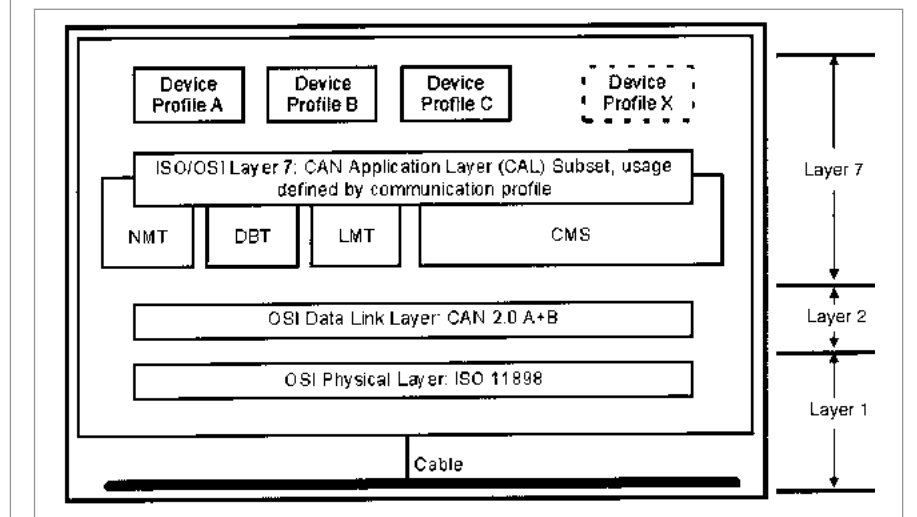 Device
Profile A
Device
Profile B
Device
Profile C
Device
Profile X
ISO/OSI Layer 7: CAN Application Layer (CAL) Subset, usage
defined by communication profile
NMT
DBT
LMT
CMS
OSI Data Link Layer: CAN 2.0 A+B
OSI Physical Layer: ISO 11898
Cable
Layer 7
Layer 2
Layer 1